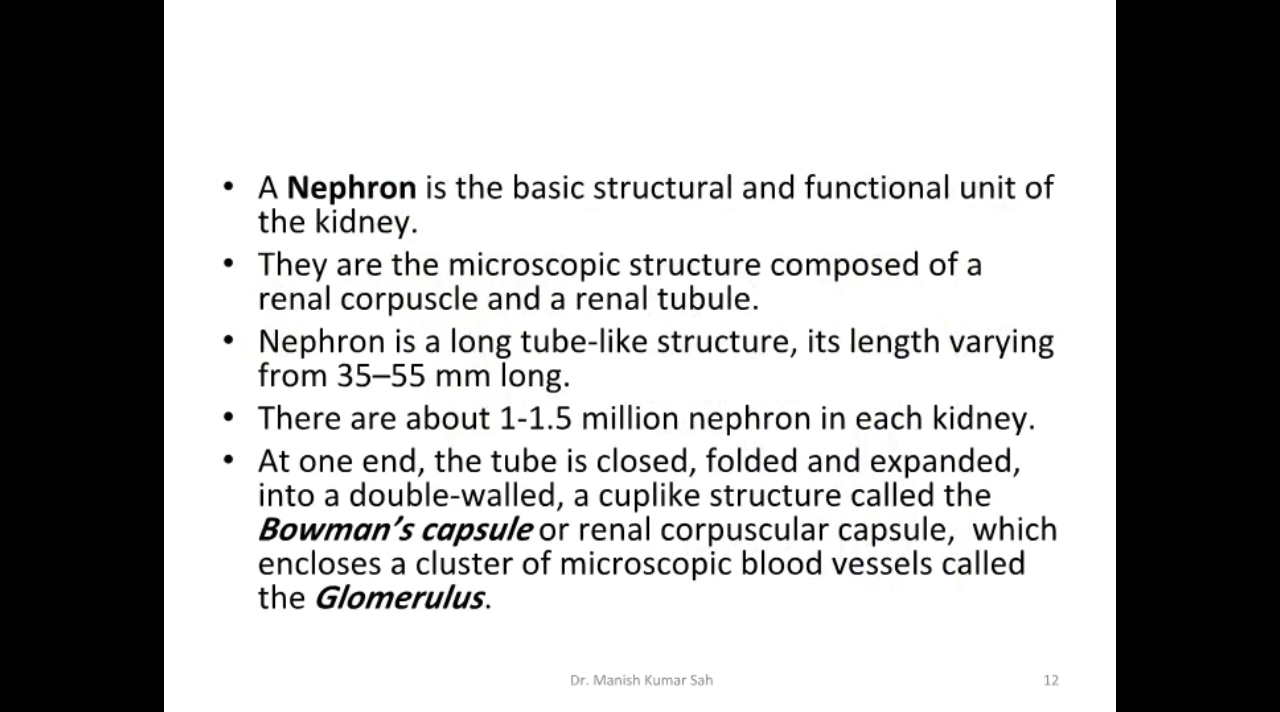 • A Nephron is the basic structural and functional unit of
the kidney.
• They are the microscopic structure composed of a
renal corpuscle and a renal tubule.
• Nephron is a long tube-like structure, its length varying
from 35–55 mm long.
• There are about 1-1.5 million nephron in each kidney.
• At one end, the tube is closed, folded and expanded,
into a double-walled, a cuplike structure called the
Bowman’s capsule or renal corpuscular capsule,  which
encloses a cluster of microscopic blood vessels called
the Glomerulus.
Dr. Manish Kumar Sah
12